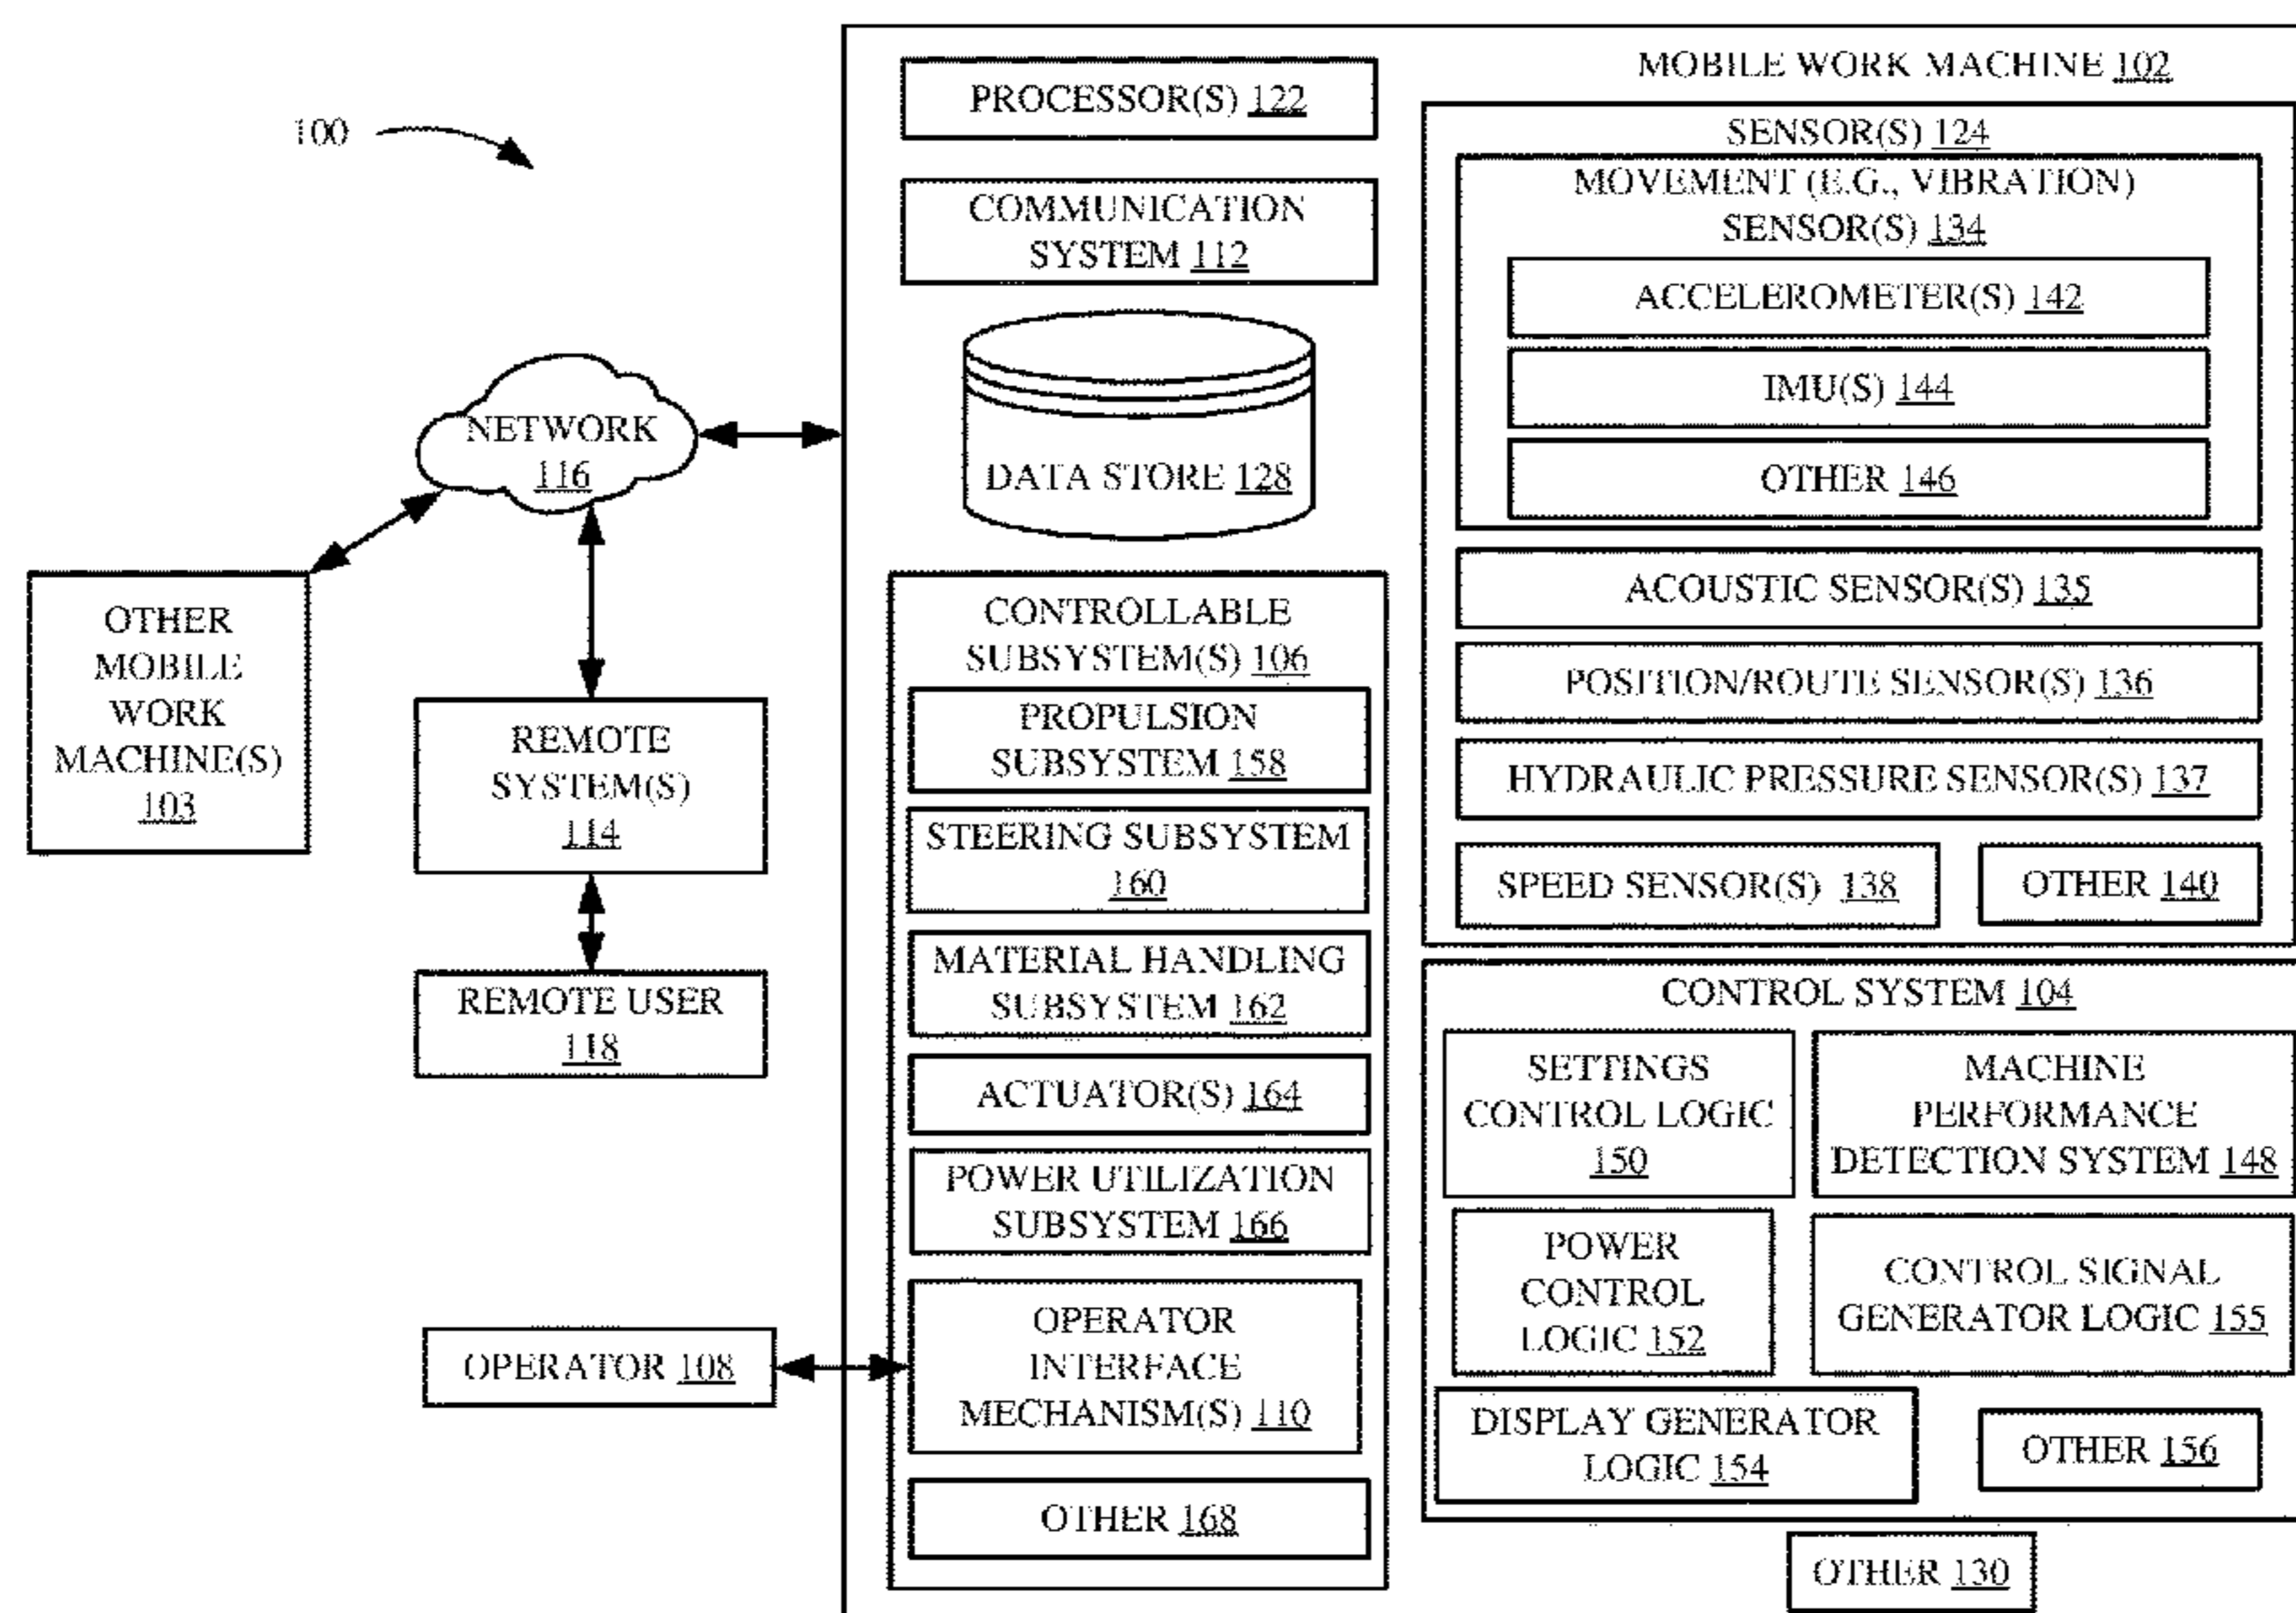 100
NETWORK
116
OTHER
MOBILE
WORK
MACHINE(S)
103
REMOTE
SYSTEM(S)
114
REMOTE USER
118
OPERATOR 108
MOBILE WORK MACHINE 102
PROCESSOR(S) 122
COMMUNICATION
SYSTEM 112
DATA STORE 128
CONTROLLABLE
SUBSYSTEM(S) 106
PROPULSION
SUBSYSTEM 158
STEERING SUBSYSTEM
160
MATERIAL HANDLING
SUBSYSTEM 162
ACTUATOR(S) 164
POWER UTILIZATION
SUBSYSTEM 166
OPERATOR
INTERFACE
MECHANISM(S) 110
OTHER 168
SENSOR(S) 124
MOVEMENT (E.G., VIBRATION)
SENSOR(S) 134
ACCELEROMETER(S) 142
IMU(S) 144
OTHER 146
ACOUSTIC SENSOR(S) 135
POSITION/ROUTE SENSOR(S) 136
HYDRAULIC PRESSURE SENSOR(S) 137
SPEED SENSOR(S) 138
OTHER 140
CONTROL SYSTEM 104
SETTINGS
CONTROL LOGIC
150
MACHINE
PERFORMANCE
DETECTION SYSTEM 148
POWER
CONTROL
LOGIC 152
CONTROL SIGNAL
GENERATOR LOGIC 155
DISPLAY GENERATOR
LOGIC 154
OTHER 156
OTHER 130